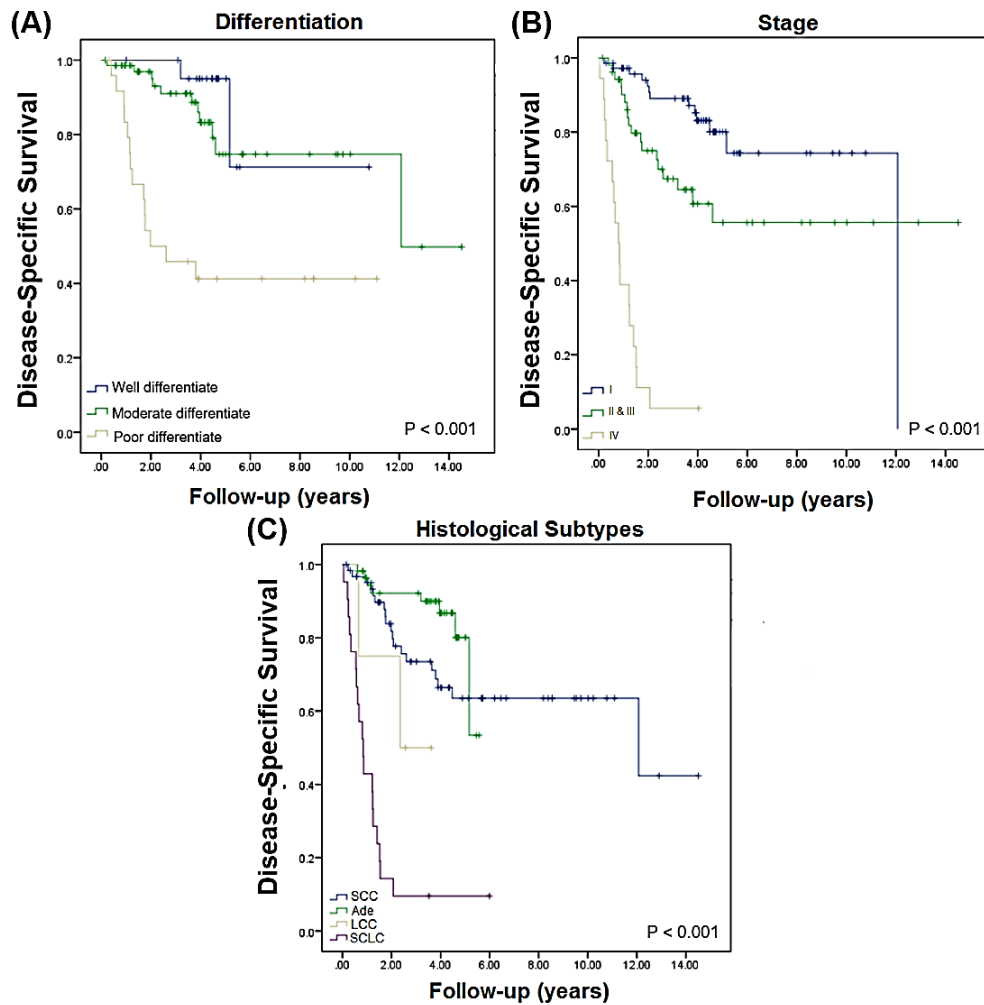 (A)
Differentiation
Disease-Specific Survival
1.0
0.8
0.6
0.4
0.2
0.0
Well differentiate
Moderate differentiate
Poor differentiate
P < 0.001
.00 2.00 4.00 6.00 8.00 10.00 12.00 14.00
Follow-up (years)
(B)
Stage
Disease-Specific Survival
1.0
0.8
0.6
0.4
0.2
0.0
I
II & III
IV
P < 0.001
.00 2.00 4.00 6.00 8.00 10.00 12.00 14.00
Follow-up (years)
(C)
Histological Subtypes
Disease-Specific Survival
1.0
0.8
0.6
0.4
0.2
0.0
SCC
Ade
LCC
SCLC
P < 0.001
.00 2.00 4.00 6.00 8.00 10.00 12.00 14.00
Follow-up (years)